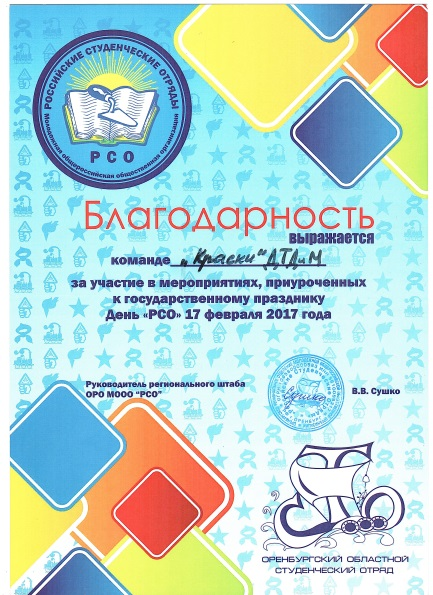 РОССИЙСКИЕ СТУДЕНЧЕСКИЕ ОТРЯДЫ
Молодежная общероссийская общественная организация
РСО
Благодарность
выражается
команде „Краски“ ДТДиМ
за участие в мероприятиях, приуроченных
к государственному празднику
День «РСО» 17 февраля 2017 года
Руководитель регионального штаба
ОРО МООО "РСО"
В.В. Сушко
ОРЕНБУРГСКИЙ ОБЛАСТНОЙ
СТУДЕНЧЕСКИЙ ОТРЯД